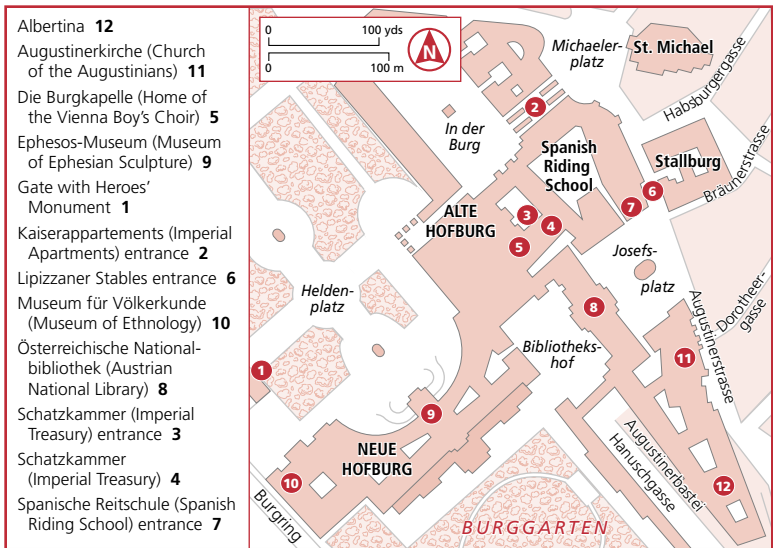 Albertina 12
Augustinerkirche (Church
of the Augustinians) 11
Die Burgkapelle (Home of
the Vienna Boy's Choir) 5
Ephesos-Museum (Museum
of Ephesian Sculpture) 9
Gate with Heroes'
Monument 1
Kaiserappartements (Imperial
Apartments) entrance 2
Lipizzaner Stables entrance 6
Museum für Völkerkunde
(Museum of Ethnology) 10
Österreichische National-
bibliothek (Austrian
National Library) 8
Schatzkammer (Imperial
Treasury) entrance 3
Schatzkammer
(Imperial Treasury) 4
Spanische Reitschule (Spanish
Riding School) entrance 7
0 100 yds
0 100 m
N
Michaeler-
platz
St. Michael
Habsburgergasse
2
In der
Burg
Spanish
Riding
School
Stallburg
Bräunerstrasse
6
7
ALTE
HOFBURG
3
4
5
Josefs-
platz
Helden-
platz
8
Dorotheer-
gasse
Augustinerstrasse
Bibliotheks-
hof
11
1
9
NEUE
HOFBURG
10
Augustinerbastei
Hanuschgasse
12
Burgring
BURGGARTEN